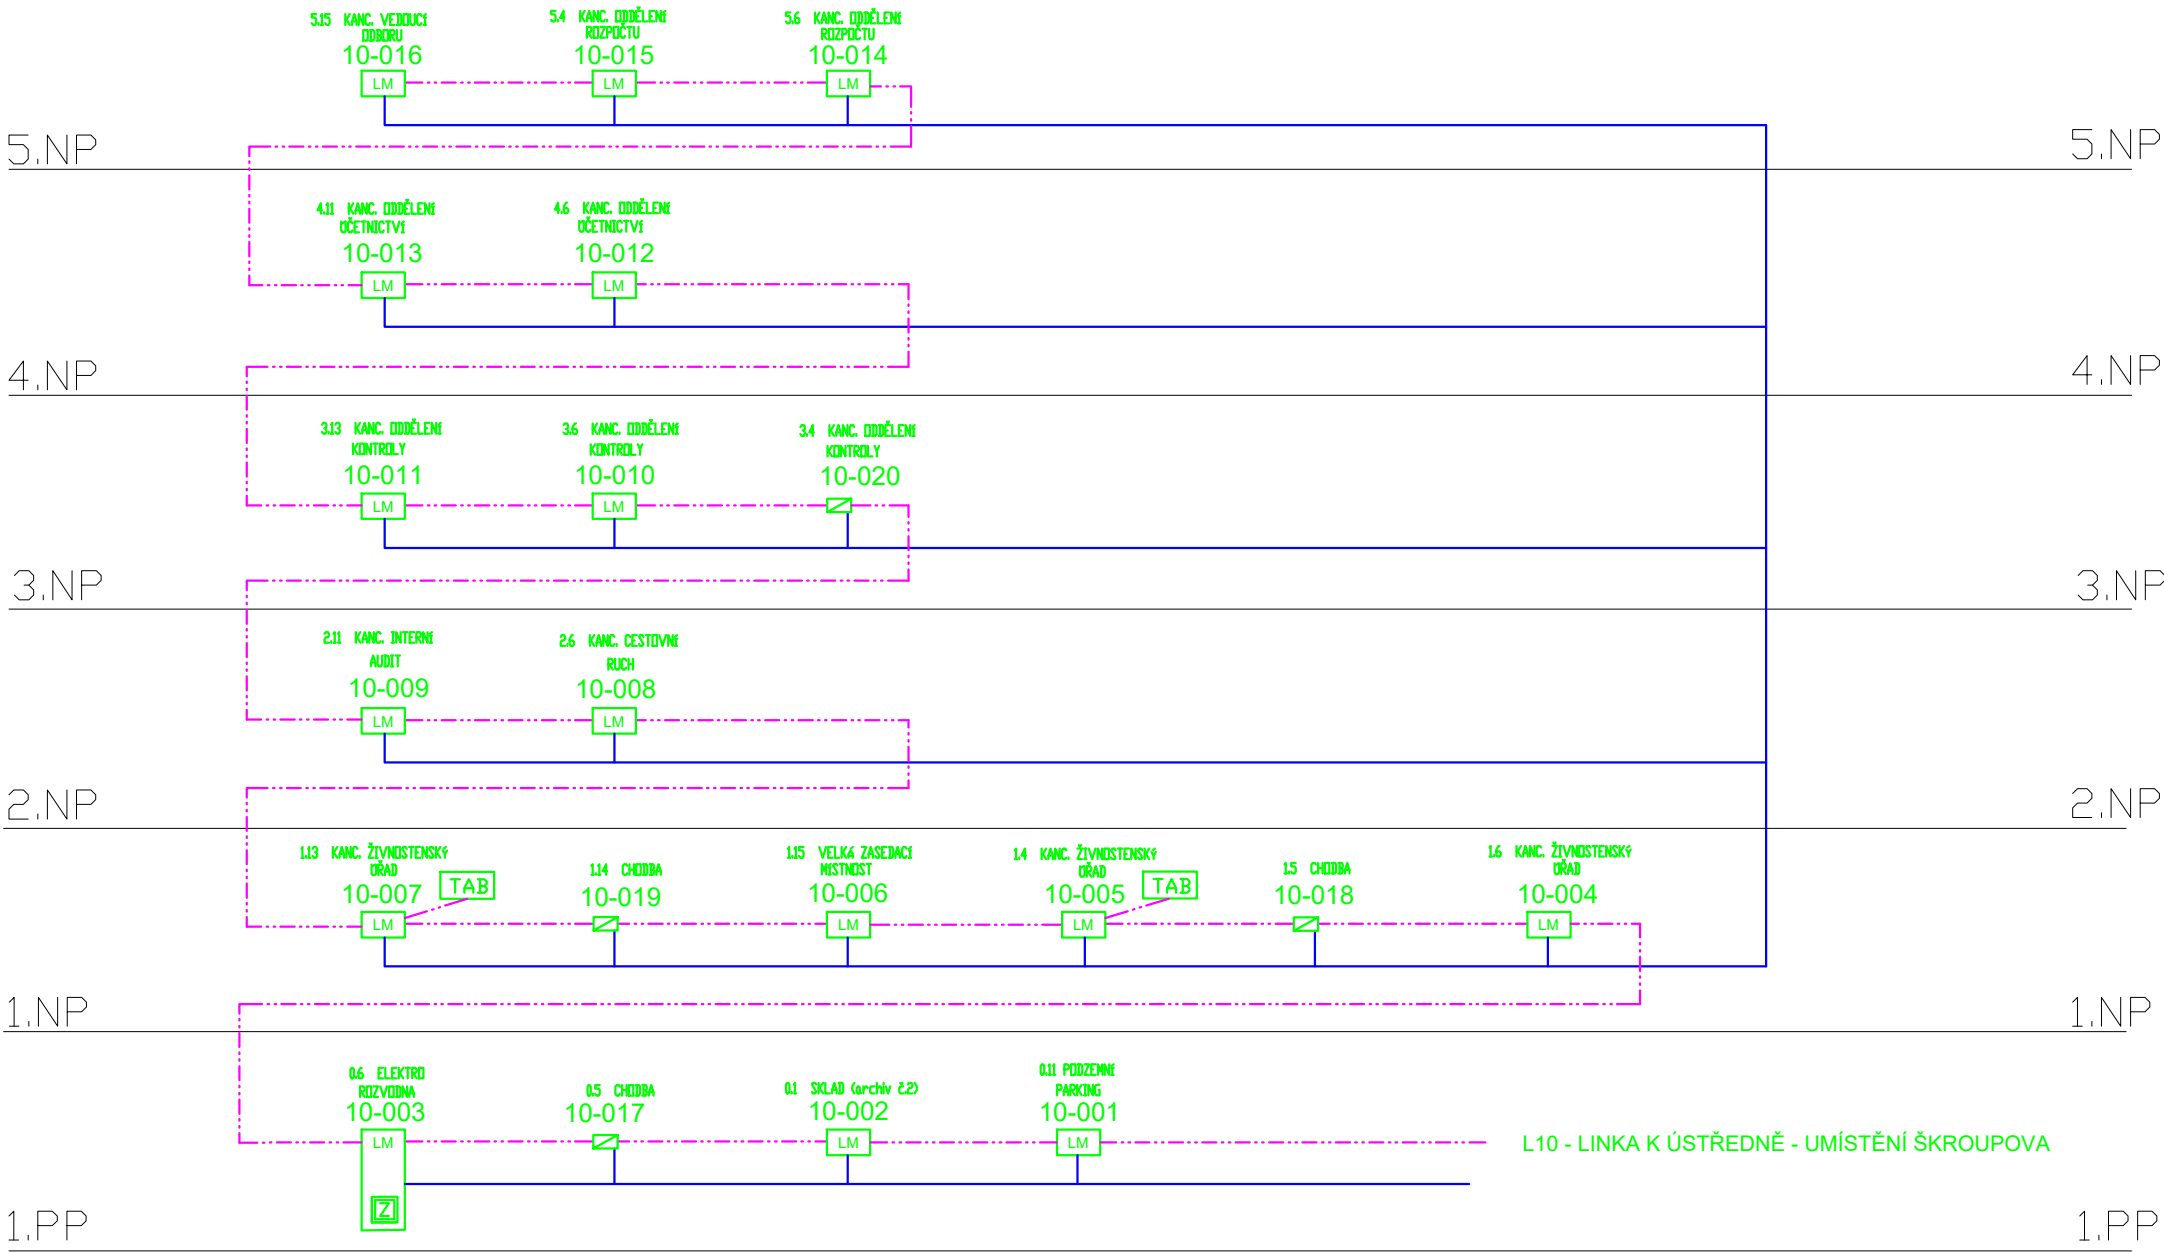 5.15 KANC. VEDOUCÍ
ODBORU
10-016
LM
5.4 KANC. ODDĚLENÍ
ROZPOČTU
10-015
LM
5.6 KANC. ODDĚLENÍ
ROZPOČTU
10-014
LM
5.NP
5.NP
4.11 KANC. ODDĚLENÍ
ÚČETNICTVÍ
10-013
LM
4.6 KANC. ODDĚLENÍ
ÚČETNICTVÍ
10-012
LM
4.NP
4.NP
3.13 KANC. ODDĚLENÍ
KONTROLY
10-011
LM
3.6 KANC. ODDĚLENÍ
KONTROLY
10-010
LM
3.4 KANC. ODDĚLENÍ
KONTROLY
10-020
3.NP
3.NP
2.11 KANC. INTERNÍ
AUDIT
10-009
LM
2.6 KANC. CESTOVNÍ
RUCH
10-008
LM
2.NP
2.NP
1.13 KANC. ŽIVNOSTENSKÝ
ÚŘAD
10-007
TAB
LM
1.14 CHODBA
10-019
1.15 VELKÁ ZASEDACÍ
MÍSTNOST
10-006
LM
1.4 KANC. ŽIVNOSTENSKÝ
ÚŘAD
10-005
TAB
LM
1.5 CHODBA
10-018
1.6 KANC. ŽIVNOSTENSKÝ
ÚŘAD
10-004
LM
1.NP
1.NP
0.6 ELEKTRO
ROZVODNA
10-003
LM
Z
0.5 CHODBA
10-017
0.1 SKLAD (archiv č.2)
10-002
LM
0.11 PODZEMNÍ
PARKING
10-001
LM
L10 - LINKA K ÚSTŘEDNĚ - UMÍSTĚNÍ ŠKROUPOVA
1.PP
1.PP